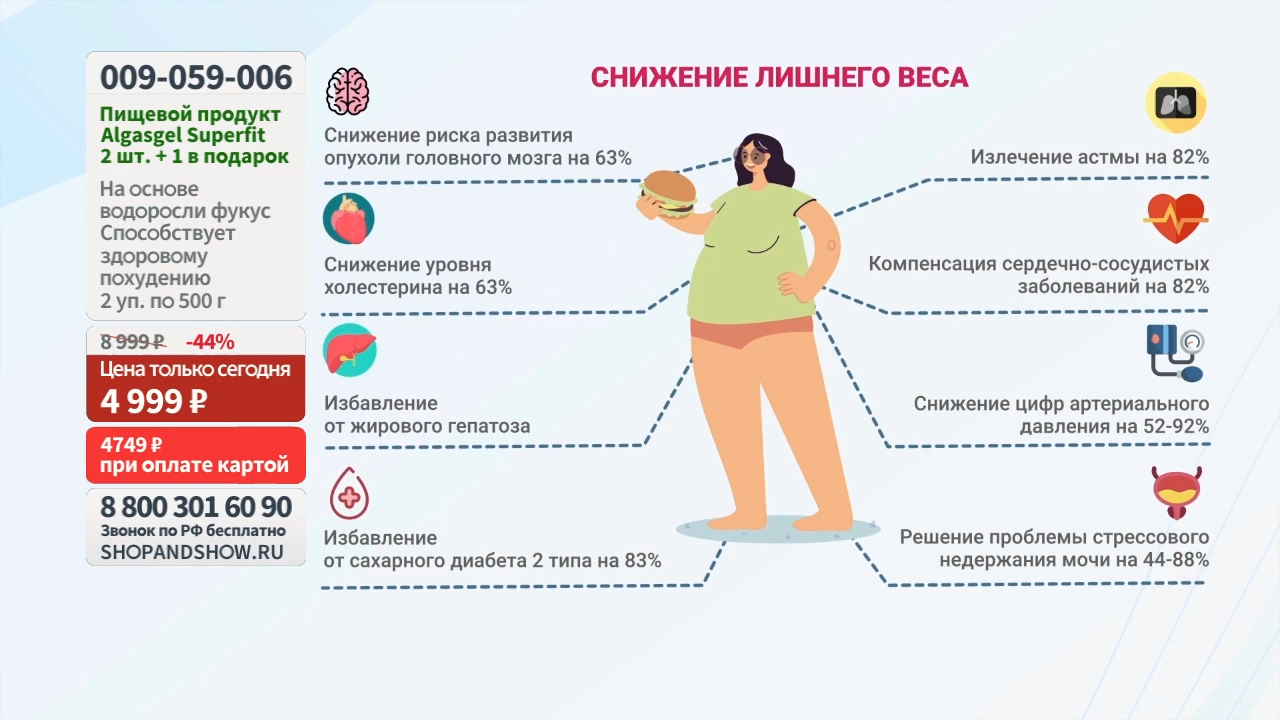 009-059-006
Пищевой продукт
Algasgel Superfit
2 шт. + 1 в подарок
На основе
водоросли фукус
Способствует
здоровому
похудению
2 уп. по 500 г
8 999 ₽ -44%
Цена только сегодня
4 999 ₽
4749 ₽
при оплате картой
8 800 301 60 90
Звонок по РФ бесплатно
SHOPANDSHOW.RU
СНИЖЕНИЕ ЛИШНЕГО ВЕСА
Снижение риска развития
опухоли головного мозга на 63%
Снижение уровня
холестерина на 63%
Избавление
от жирового гепатоза
Избавление
от сахарного диабета 2 типа на 83%
Излечение астмы на 82%
Компенсация сердечно-сосудистых
заболеваний на 82%
Снижение цифр артериального
давления на 52-92%
Решение проблемы стрессового
недержания мочи на 44-88%